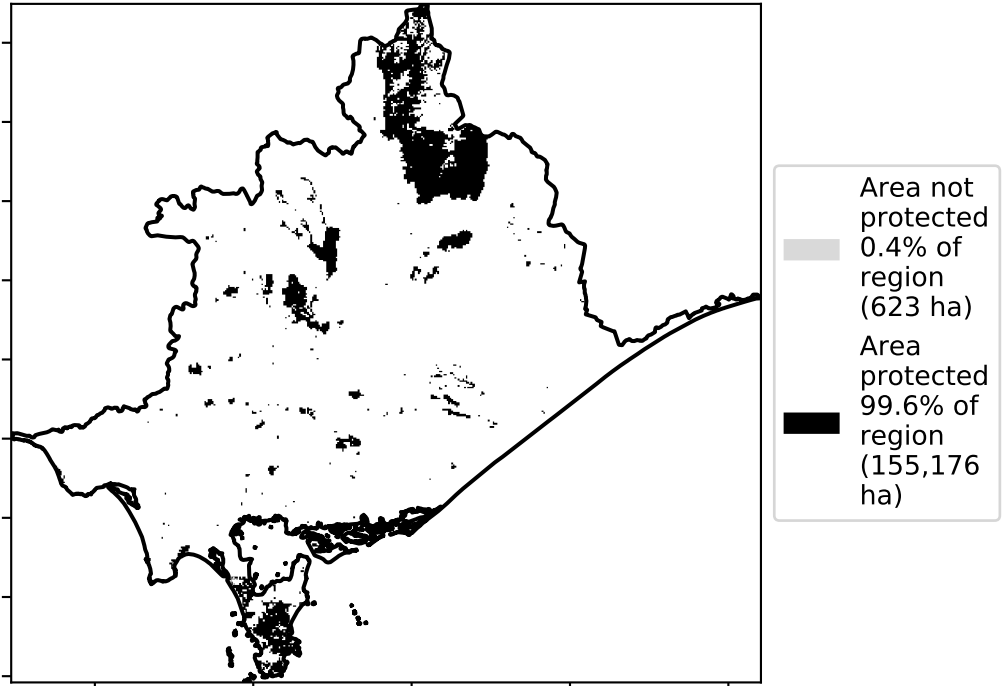 Area not
protected
0.4% of
region
(623 ha)
Area
protected
99.6% of
region
(155,176
ha)